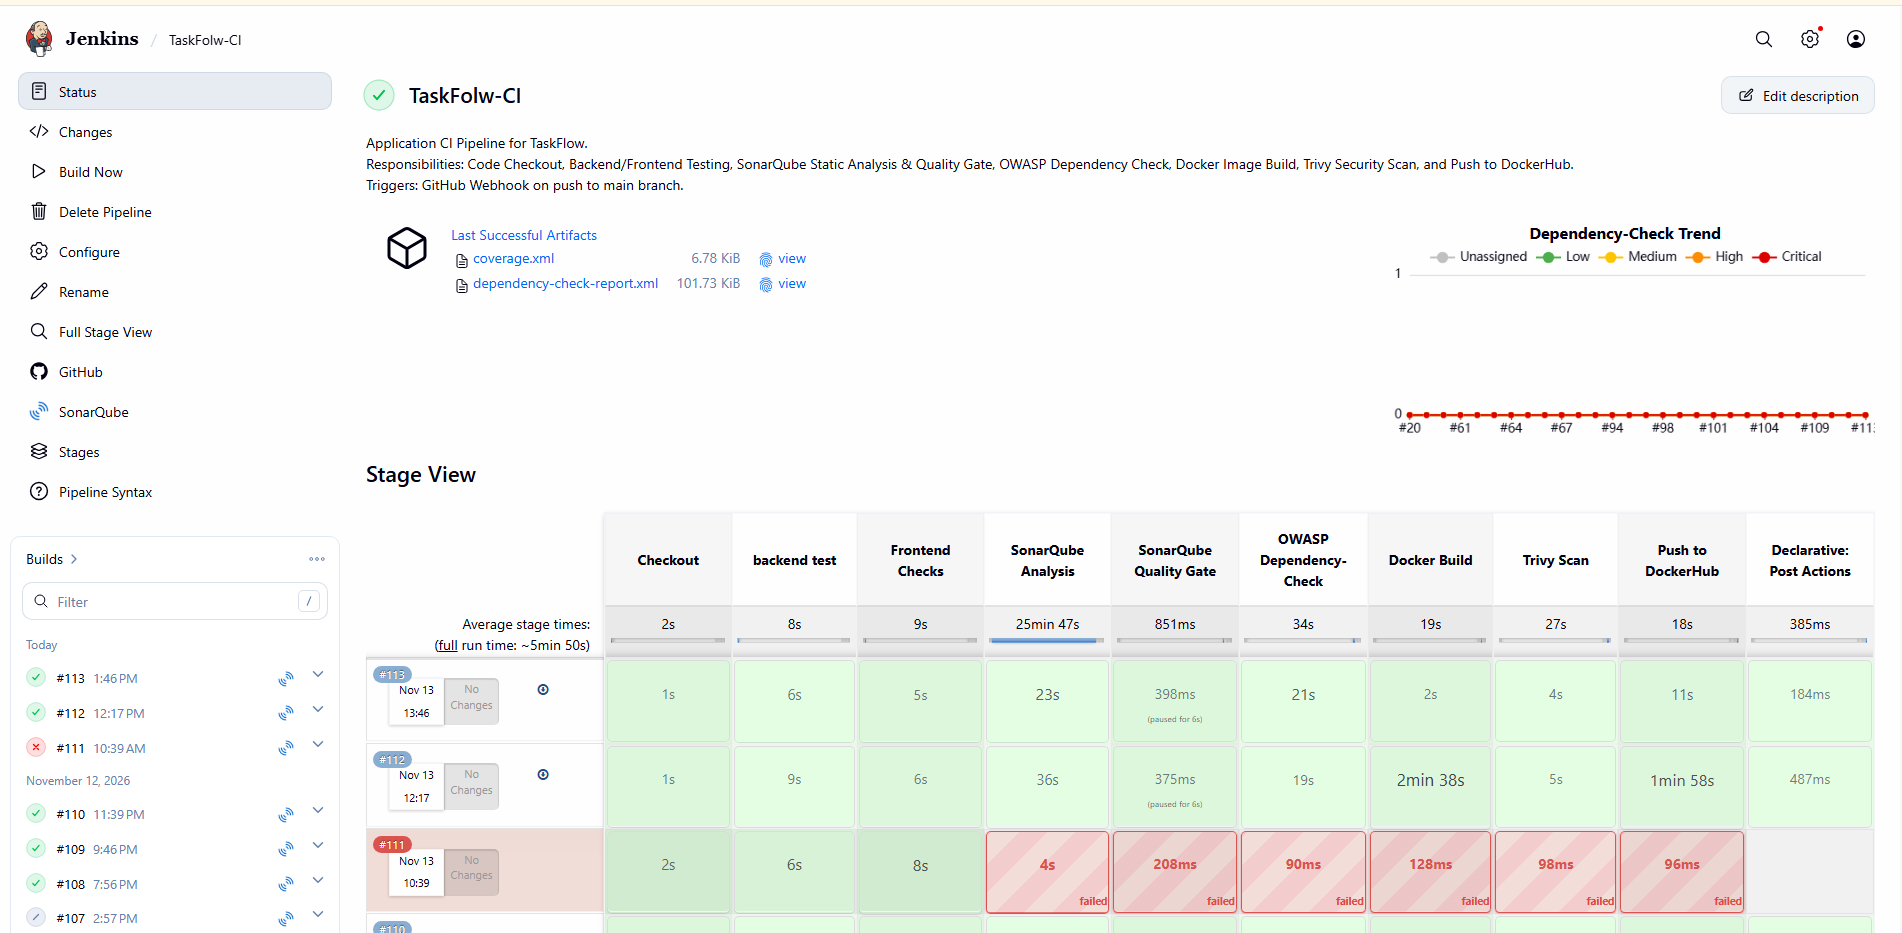 Jenkins / TaskFolw-CI
Status
Changes
Build Now
Delete Pipeline
Configure
Rename
Full Stage View
GitHub
SonarQube
Stages
Pipeline Syntax
Builds
Filter /
Today
#113 1:46 PM
#112 12:17 PM
#111 10:39 AM
November 12, 2026
#110 11:39 PM
#109 9:46 PM
#108 7:56 PM
#107 2:57 PM
TaskFolw-CI
Edit description
Application CI Pipeline for TaskFlow.
Responsibilities: Code Checkout, Backend/Frontend Testing, SonarQube Static Analysis & Quality Gate, OWASP Dependency Check, Docker Image Build, Trivy Security Scan, and Push to DockerHub.
Triggers: GitHub Webhook on push to main branch.
Last Successful Artifacts
coverage.xml 6.78 KiB view
dependency-check-report.xml 101.73 KiB view
Dependency-Check Trend
Unassigned Low Medium High Critical
1
0
#20 #61 #64 #67 #94 #98 #101 #104 #109 #113
Stage View
Checkout
backend test
Frontend
Checks
SonarQube
Analysis
SonarQube
Quality Gate
OWASP
Dependency-
Check
Docker Build
Trivy Scan
Push to
DockerHub
Declarative:
Post Actions
Average stage times:
(full run time: ~5min 50s)
2s 8s 9s 25min 47s 851ms 34s 19s 27s 18s 385ms
#113
Nov 13
13:46
No
Changes
1s 6s 5s 23s 398ms 21s 2s 4s 11s 184ms
(paused for 6s)
#112
Nov 13
12:17
No
Changes
1s 9s 6s 36s 375ms 19s 2min 38s 5s 1min 58s 487ms
(paused for 6s)
#111
Nov 13
10:39
No
Changes
2s 6s 8s 4s 208ms 90ms 128ms 98ms 96ms
failed failed failed failed failed failed
#110